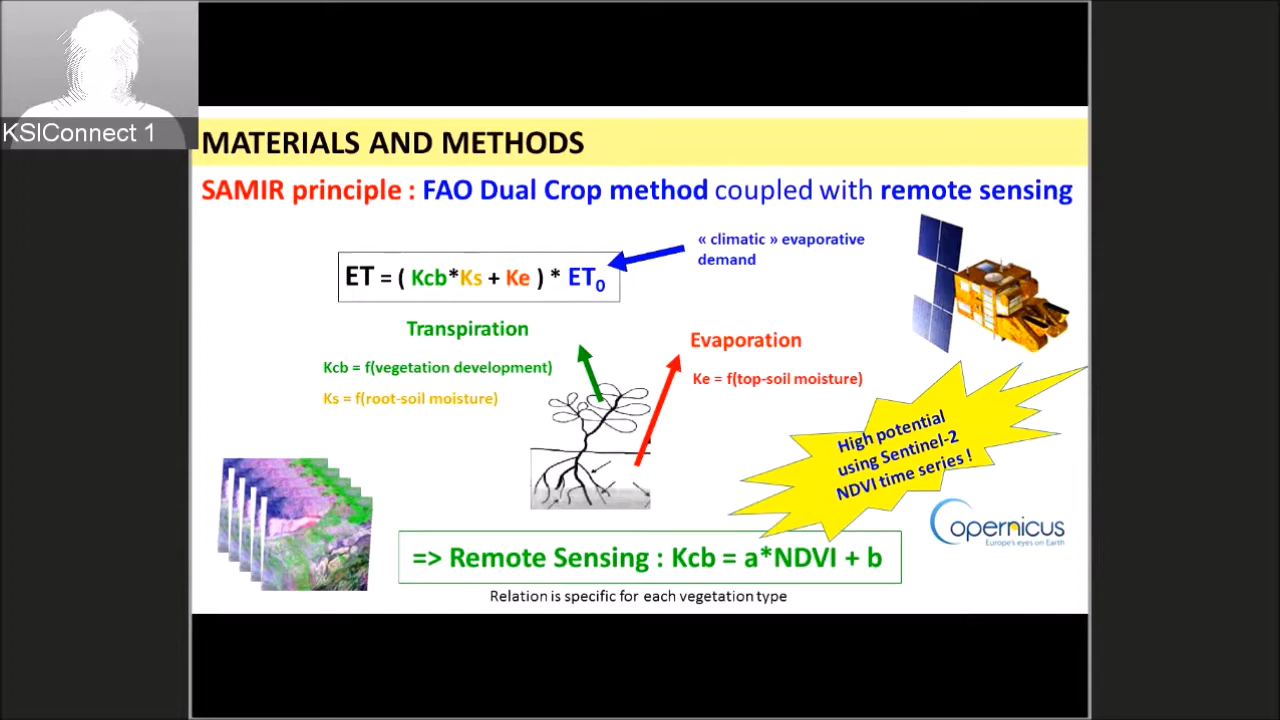 KSIConnect 1
MATERIALS AND METHODS
SAMIR principle : FAO Dual Crop method coupled with remote sensing
« climatic » evaporative
demand
ET = ( Kcb*Ks + Ke ) * ET0
Transpiration
Kcb = f(vegetation development)
Ks = f(root-soil moisture)
Evaporation
Ke = f(top-soil moisture)
High potential
using Sentinel-2
NDVI time series !
opernicus
Europe's eyes on Earth
=> Remote Sensing : Kcb = a*NDVI + b
Relation is specific for each vegetation type